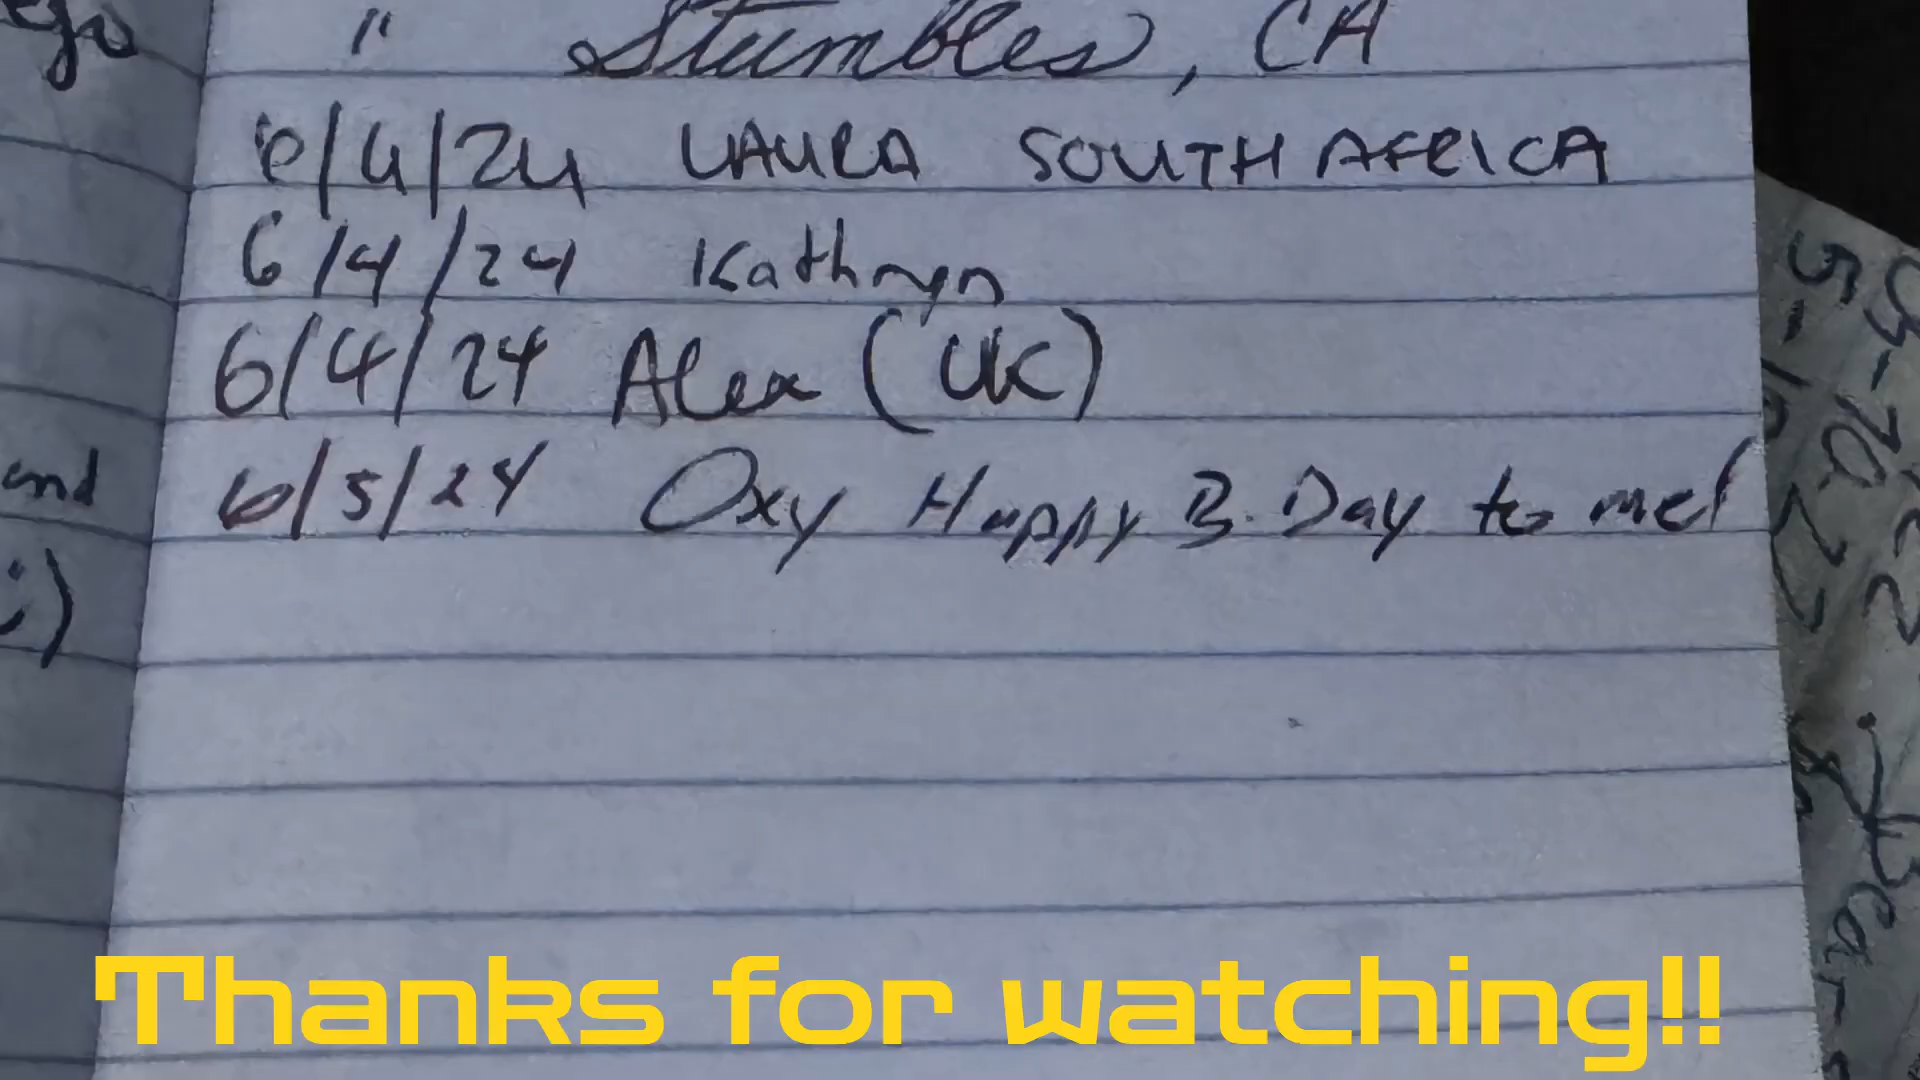 " Stumbles, CA
6/4/24 LAURA SOUTH AFRICA
6/4/24 Kathryn
6/4/24 Alex (UK)
and 6/5/24 Oxy Happy B. Day to me!
:)
Thanks for watching!!